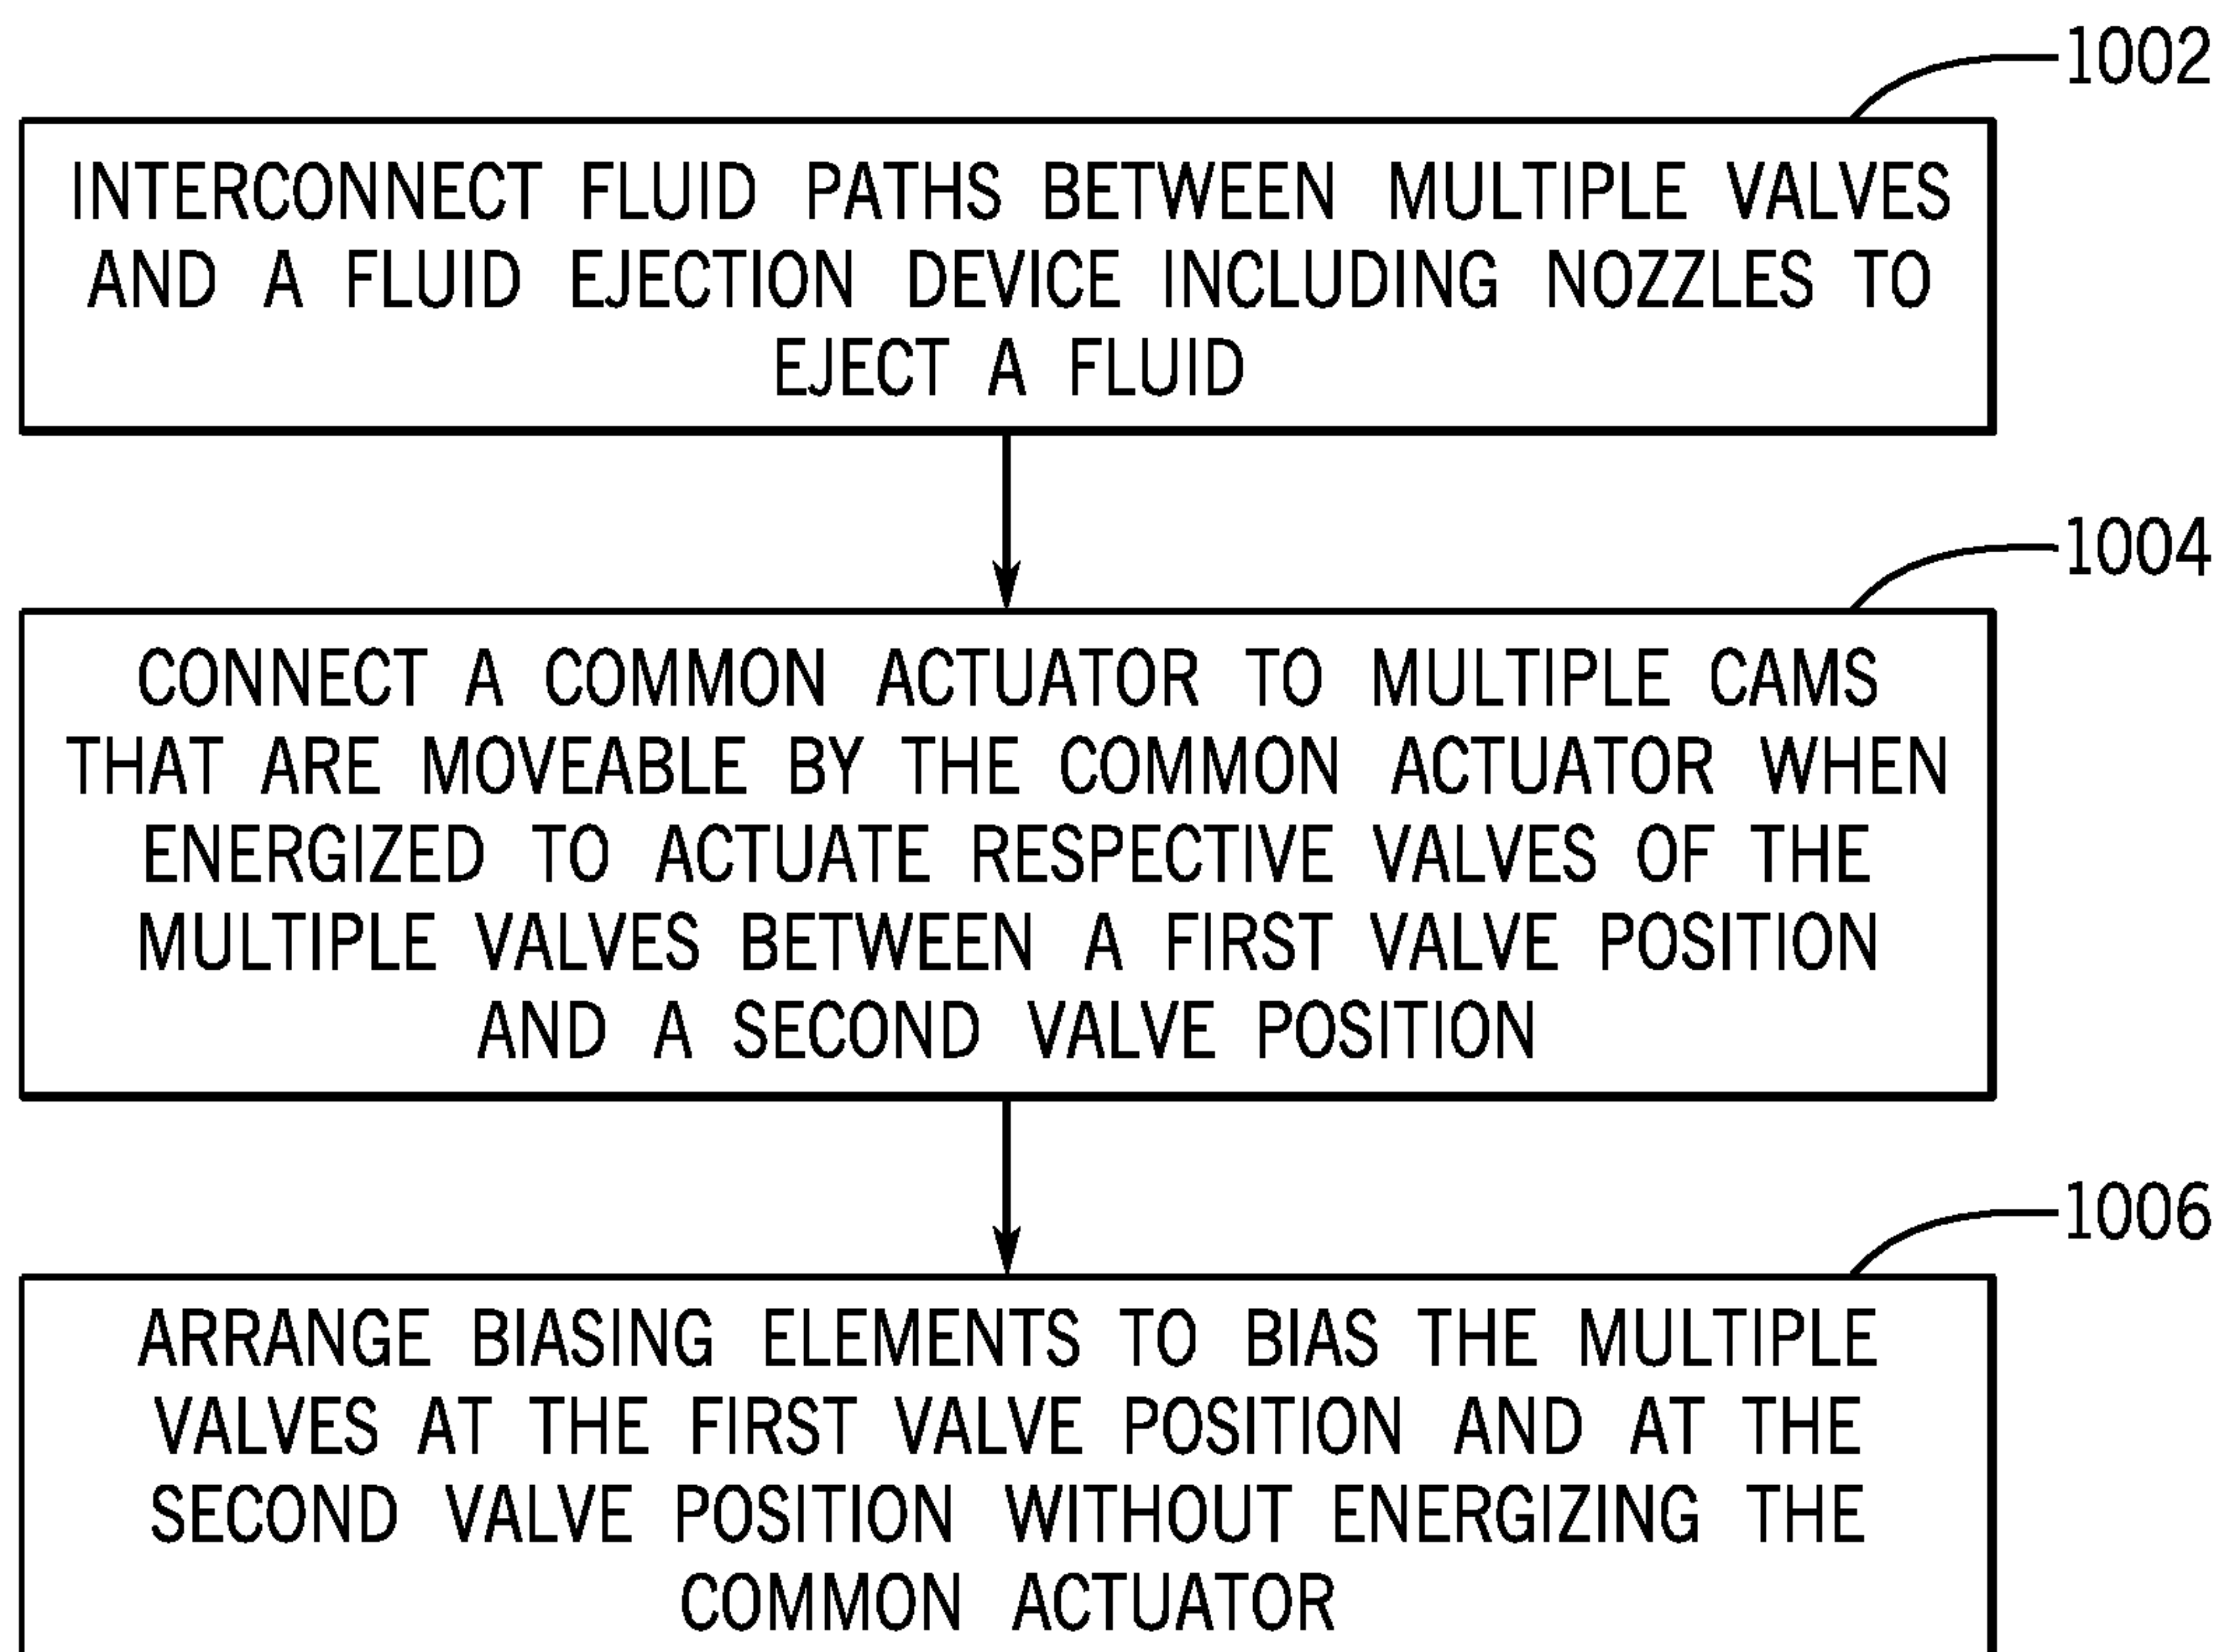 1002
INTERCONNECT FLUID PATHS BETWEEN MULTIPLE VALVES
AND A FLUID EJECTION DEVICE INCLUDING NOZZLES TO
EJECT A FLUID
1004
CONNECT A COMMON ACTUATOR TO MULTIPLE CAMS
THAT ARE MOVEABLE BY THE COMMON ACTUATOR WHEN
ENERGIZED TO ACTUATE RESPECTIVE VALVES OF THE
MULTIPLE VALVES BETWEEN A FIRST VALVE POSITION
AND A SECOND VALVE POSITION
1006
ARRANGE BIASING ELEMENTS TO BIAS THE MULTIPLE
VALVES AT THE FIRST VALVE POSITION AND AT THE
SECOND VALVE POSITION WITHOUT ENERGIZING THE
COMMON ACTUATOR